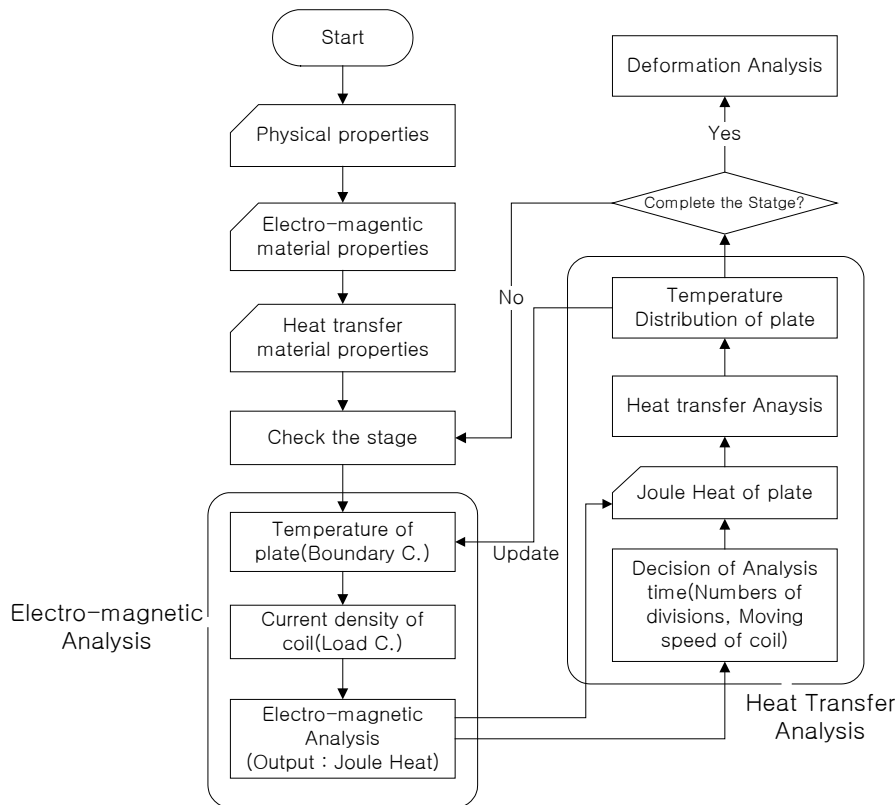 Start
Physical properties
Electro-magentic
material properties
Heat transfer
material properties
Check the stage
Temperature of
plate(Boundary C.)
Current density of
coil(Load C.)
Electro-magnetic
Analysis
(Output : Joule Heat)
Electro-magnetic
Analysis
No
Update
Deformation Analysis
Yes
Complete the Statge?
Temperature
Distribution of plate
Heat transfer Anaysis
Joule Heat of plate
Decision of Analysis
time(Numbers of
divisions, Moving
speed of coil)
Heat Transfer
Analysis